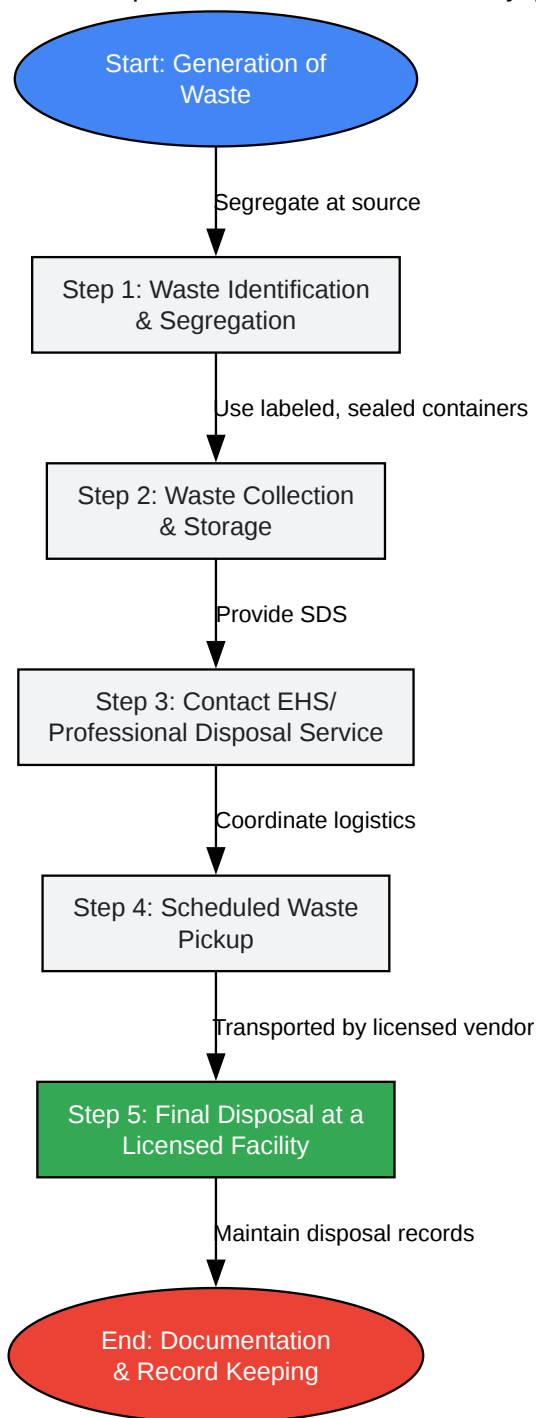 Start: Generation of
Waste
Segregate at source
Step 1: Waste Identification
& Segregation
Use labeled, sealed containers
Step 2: Waste Collection
& Storage
Provide SDS
Step 3: Contact EHS/
Professional Disposal Service
Coordinate logistics
Step 4: Scheduled Waste
Pickup
Transported by licensed vendor
Step 5: Final Disposal at a
Licensed Facility
Maintain disposal records
End: Documentation
& Record Keeping